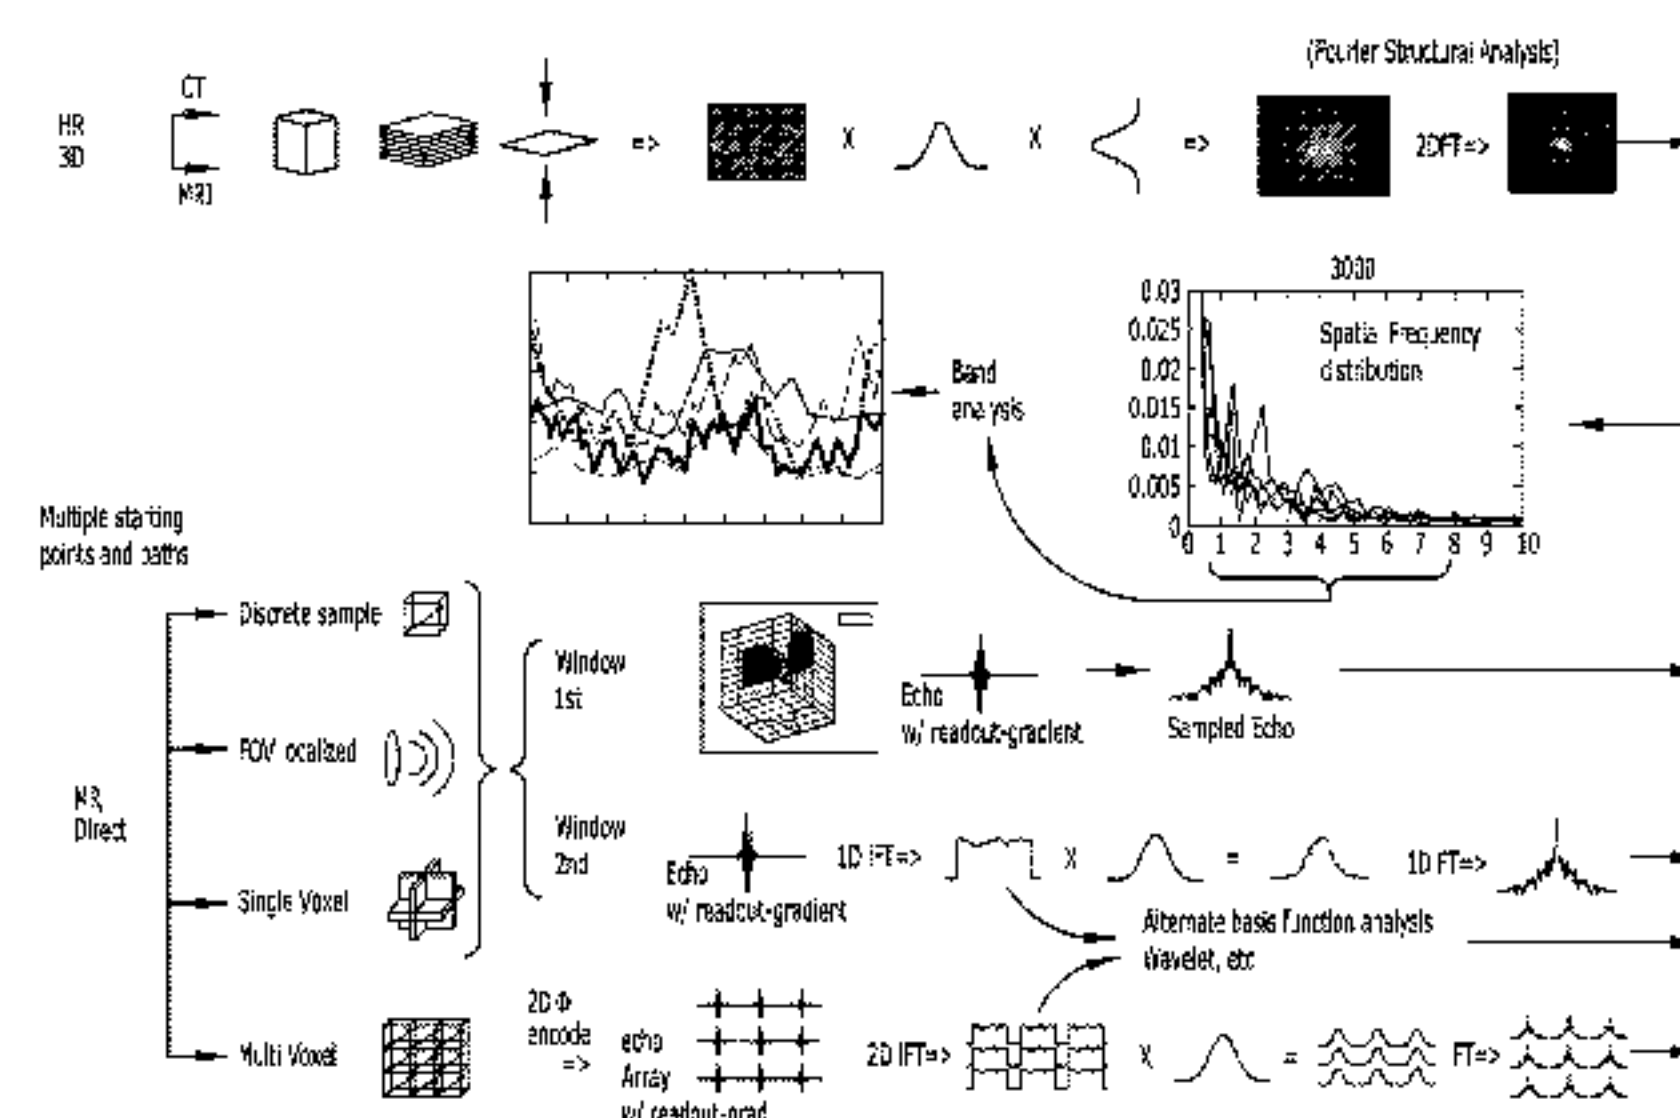 (Fourier Structural Analysis)
CT
HR
3D
MRI
=>
X
X
=>
2DFT=>
3000
0.03
0.025
0.02
0.015
0.01
0.005
0
0 1 2 3 4 5 6 7 8 9 10
Spatial Frequency
distribution
Band
analysis
Multiple starting
points and paths
Discrete sample
FOV localized
MR,
Direct
Single Voxel
Multi Voxel
Window
1st
Echo
w/ readout-gradient
Sampled Echo
Window
2nd
Echo
w/ readout-gradient
1D IFT=>
X
=
1D FT=>
Alternate basis function analysis
Wavelet, etc
2D Φ
encode
=>
echo
Array
w/ readout-grad
2D IFT=>
X
=
FT=>